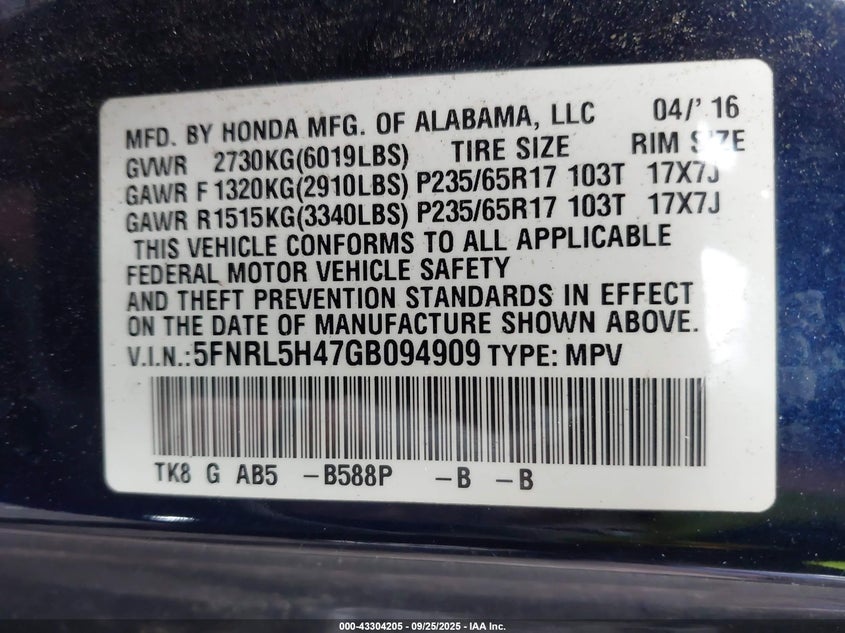 MFD. BY HONDA MFG. OF ALABAMA, LLC 04/'16
GVWR 2730KG(6019LBS) TIRE SIZE RIM SIZE
GAWR F 1320KG(2910LBS) P235/65R17 103T 17X7J
GAWR R1515KG(3340LBS) P235/65R17 103T 17X7J
THIS VEHICLE CONFORMS TO ALL APPLICABLE
FEDERAL MOTOR VEHICLE SAFETY
AND THEFT PREVENTION STANDARDS IN EFFECT
ON THE DATE OF MANUFACTURE SHOWN ABOVE.
V.I.N.:5FNRL5H47GB094909 TYPE: MPV
TK8 G AB5 -B588P -B -B
000-43304205 - 09/25/2025 - IAA Inc.